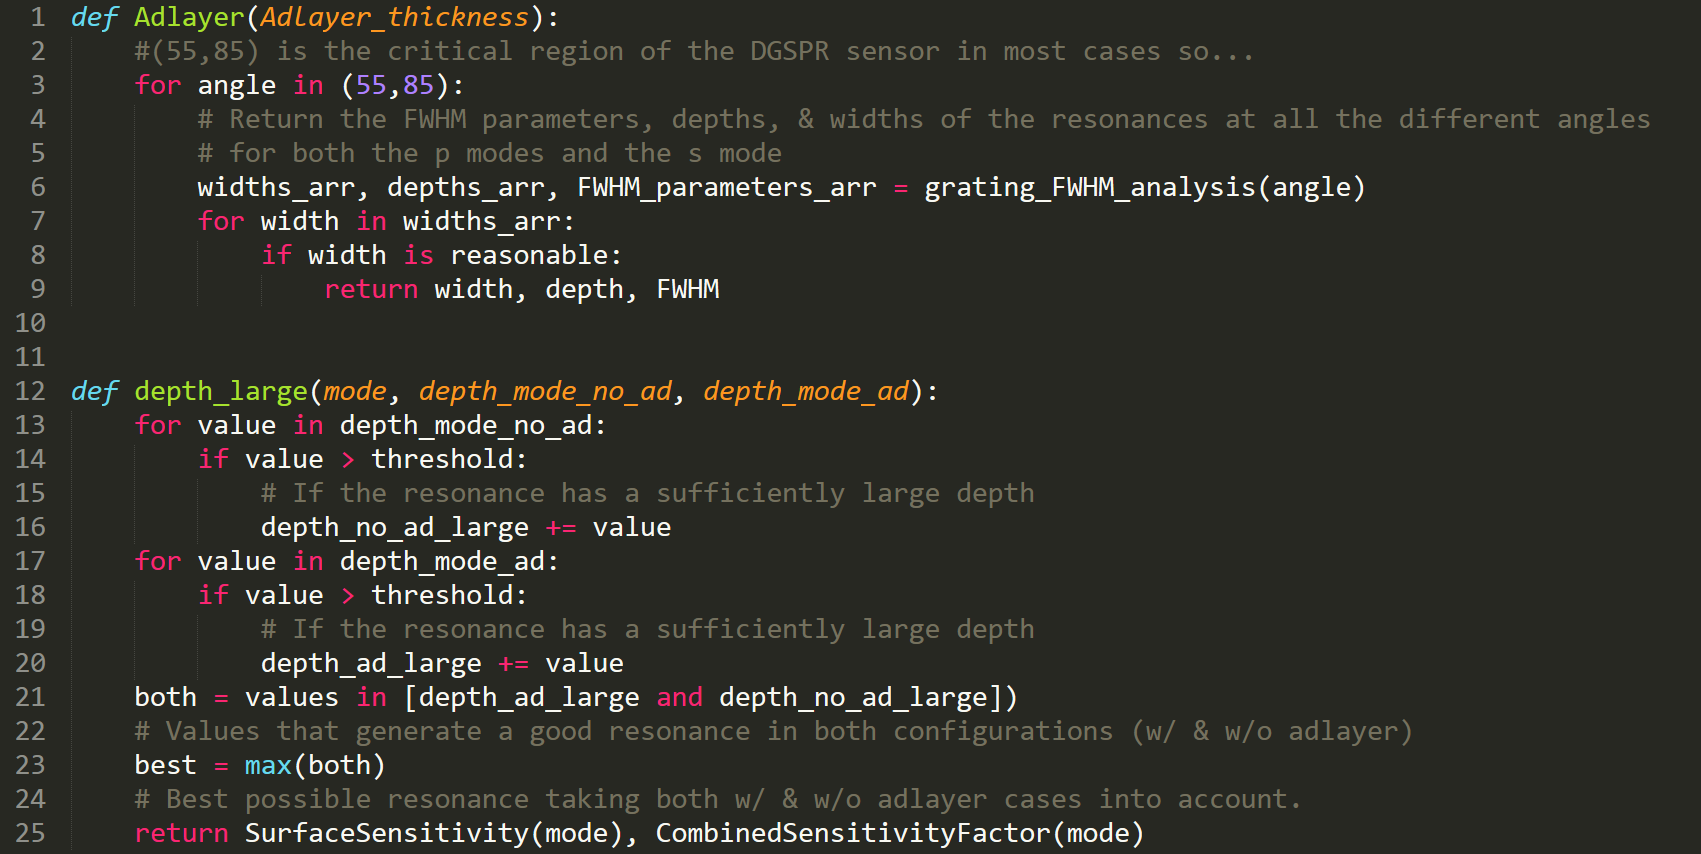 1 def Adlayer(Adlayer_thickness):
2     #(55,85) is the critical region of the DGSPR sensor in most cases so...
3     for angle in (55,85):
4         # Return the FWHM parameters, depths, & widths of the resonances at all the different angles
5         # for both the p modes and the s mode
6         widths_arr, depths_arr, FWHM_parameters_arr = grating_FWHM_analysis(angle)
7         for width in widths_arr:
8             if width is reasonable:
9                 return width, depth, FWHM
10
11
12 def depth_large(mode, depth_mode_no_ad, depth_mode_ad):
13     for value in depth_mode_no_ad:
14         if value > threshold:
15             # If the resonance has a sufficiently large depth
16             depth_no_ad_large += value
17     for value in depth_mode_ad:
18         if value > threshold:
19             # If the resonance has a sufficiently large depth
20             depth_ad_large += value
21     both = values in [depth_ad_large and depth_no_ad_large])
22     # Values that generate a good resonance in both configurations (w/ & w/o adlayer)
23     best = max(both)
24     # Best possible resonance taking both w/ & w/o adlayer cases into account.
25     return SurfaceSensitivity(mode), CombinedSensitivityFactor(mode)